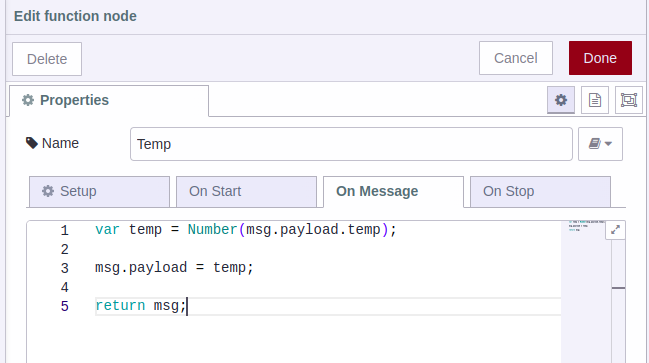 Edit function node
Delete
Cancel
Done
Properties
Name
Temp
Setup
On Start
On Message
On Stop
1 var temp = Number(msg.payload.temp);
2
3 msg.payload = temp;
4
5 return msg;